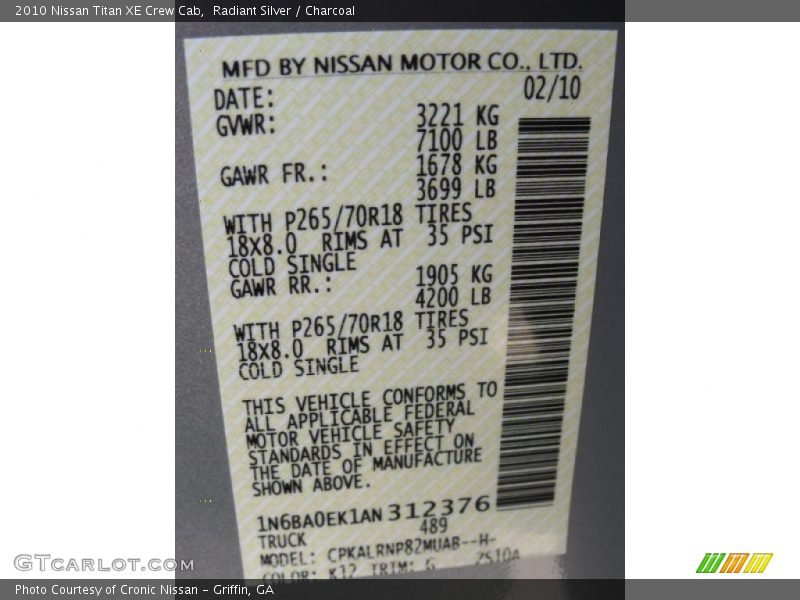 2010 Nissan Titan XE Crew Cab,  Radiant Silver / Charcoal
MFD BY NISSAN MOTOR CO., LTD.
DATE: 02/10
GVWR: 3221 KG
7100 LB
GAWR FR.: 1678 KG
3699 LB
WITH P265/70R18 TIRES
18X8.0 RIMS AT 35 PSI
COLD SINGLE
GAWR RR.: 1905 KG
4200 LB
WITH P265/70R18 TIRES
18X8.0 RIMS AT 35 PSI
COLD SINGLE
THIS VEHICLE CONFORMS TO
ALL APPLICABLE FEDERAL
MOTOR VEHICLE SAFETY
STANDARDS IN EFFECT ON
THE DATE OF MANUFACTURE
SHOWN ABOVE.
1N6BA0EK1AN312376
TRUCK 489
MODEL: CPKALRNP82MUAB--H-
COLOR: K12 TRIM: G 7S10A
GTCARLOT.COM
Photo Courtesy of Cronic Nissan – Griffin, GA